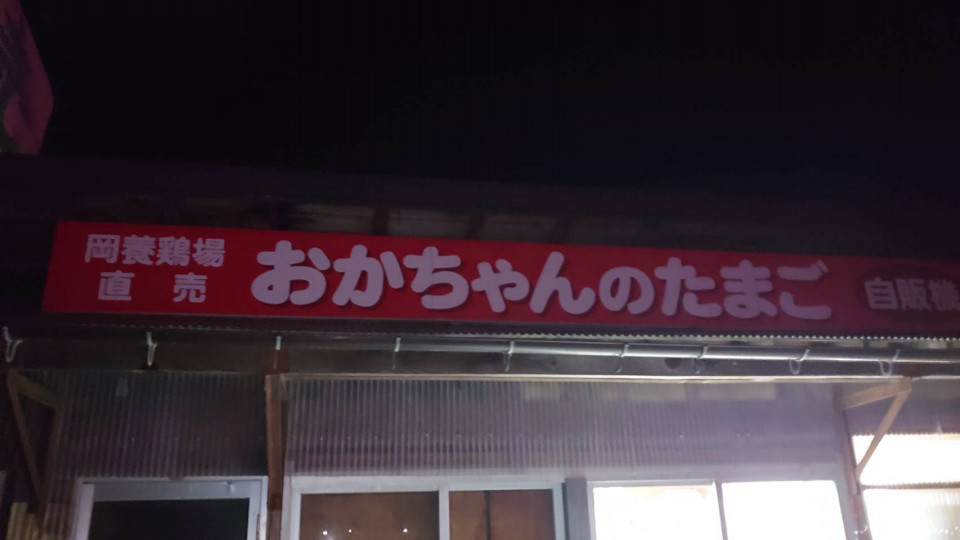 岡養鶏場
直売
おかちゃんのたまご
自販機